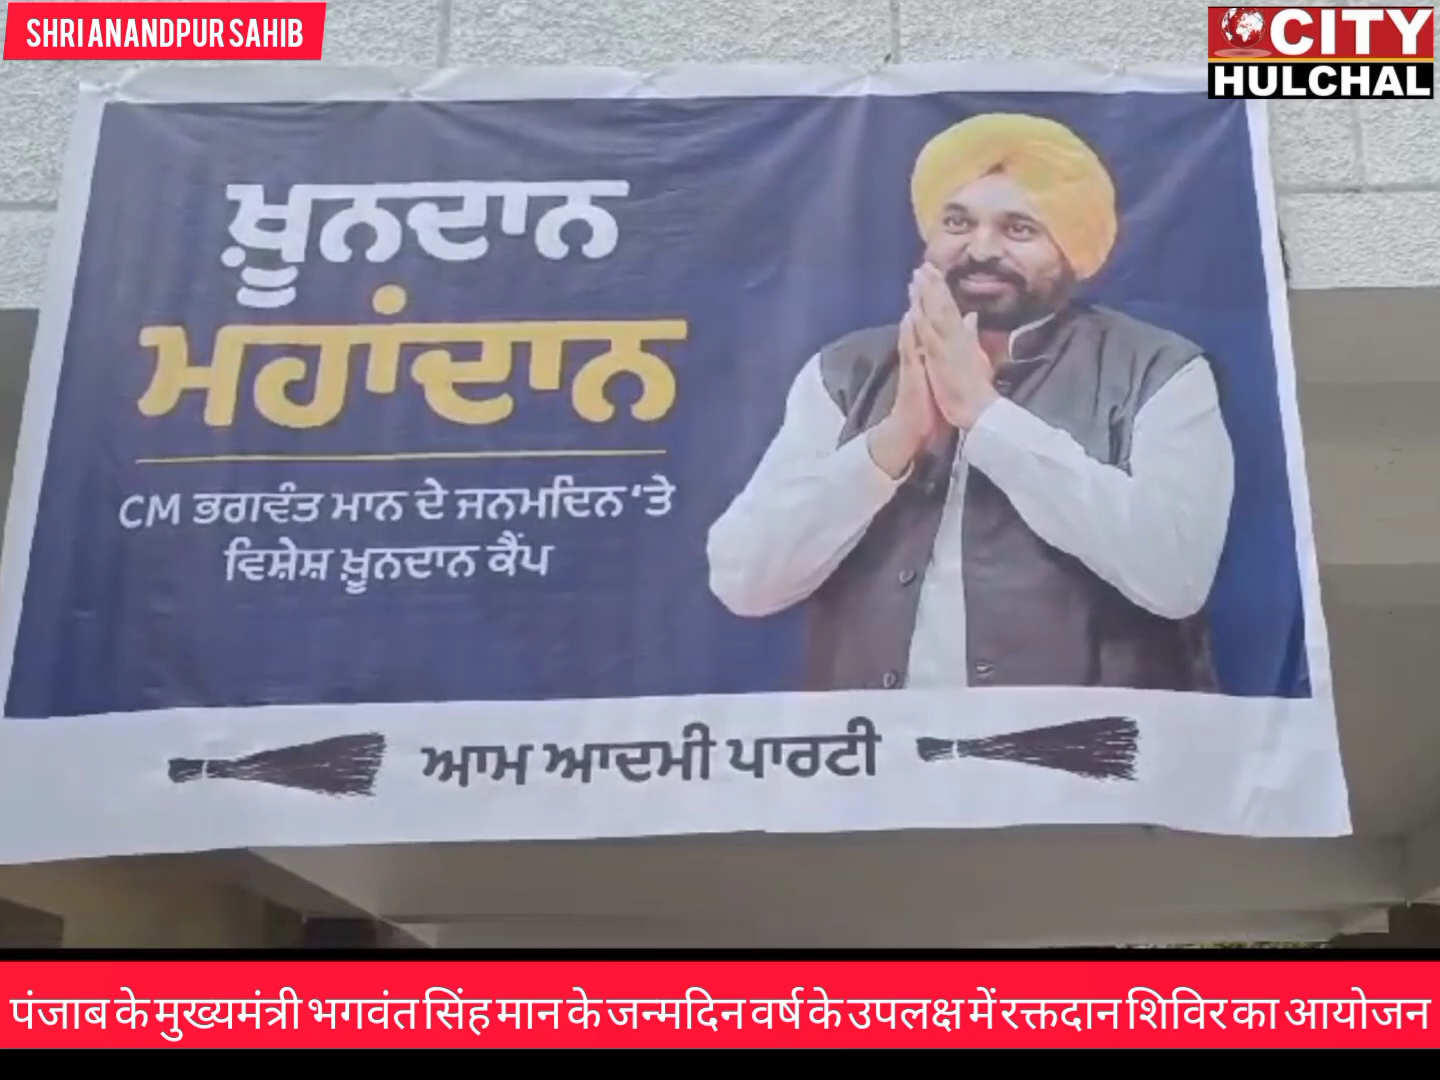 SHRI ANANDPUR SAHIB
CITY
HULCHAL
ਖ਼ੂਨਦਾਨ
ਮਹਾਂਦਾਨ
CM ਭਗਵੰਤ ਮਾਨ ਦੇ ਜਨਮਦਿਨ 'ਤੇ
ਵਿਸ਼ੇਸ਼ ਖ਼ੂਨਦਾਨ ਕੈਂਪ
ਆਮ ਆਦਮੀ ਪਾਰਟੀ
पंजाब के मुख्यमंत्री भगवंत सिंह मान के जन्मदिन वर्ष के उपलक्ष में रक्तदान शिविर का आयोजन